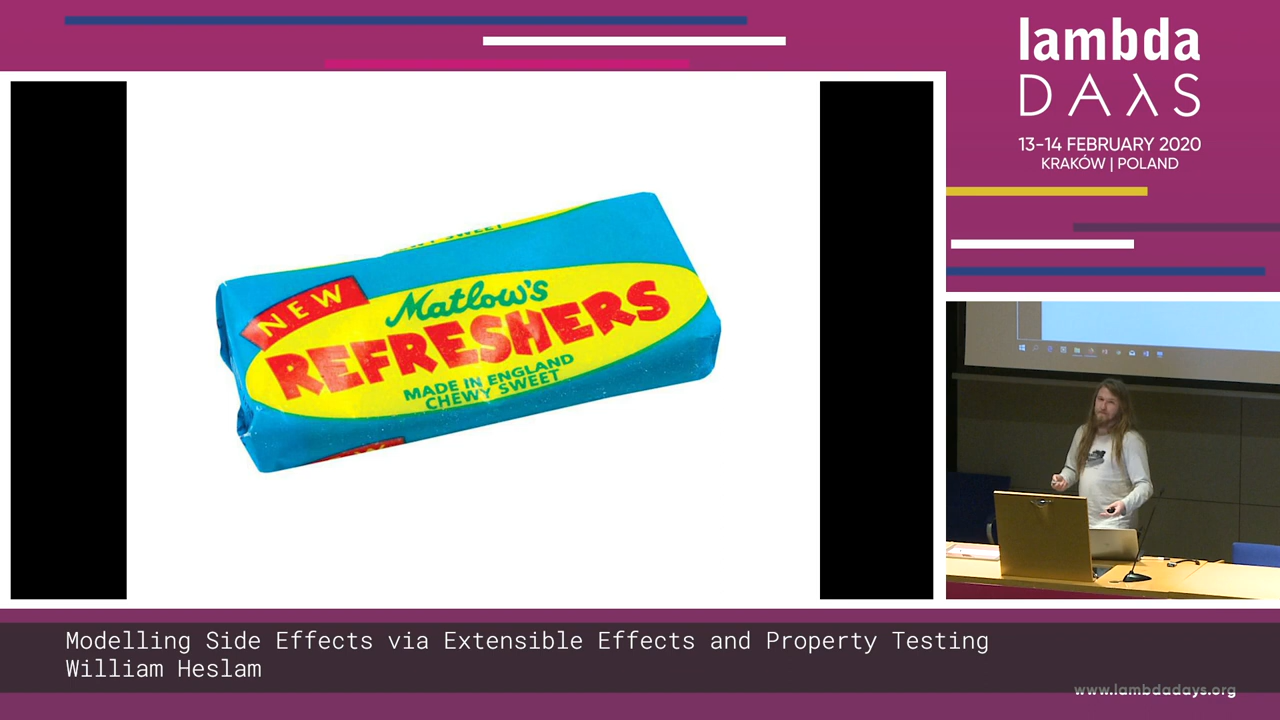 lambda
DAλS
13–14 FEBRUARY 2020
KRAKÓW | POLAND
NEW
Matlow's
REFRESHERS
MADE IN ENGLAND
CHEWY SWEET
Modelling Side Effects via Extensible Effects and Property Testing
William Heslam
www.lambdadays.org